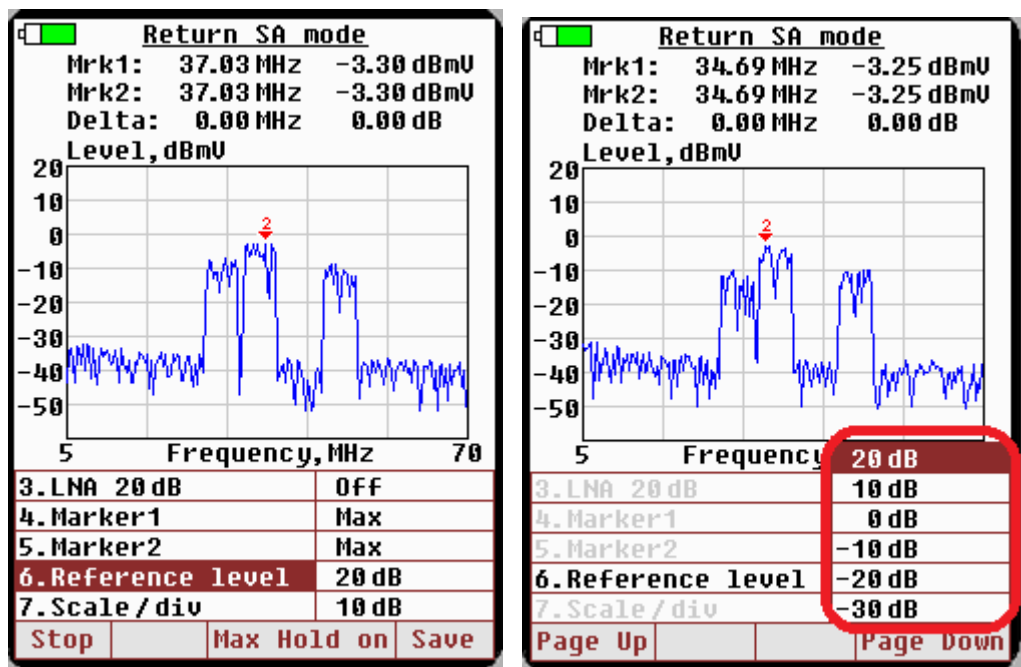 Return SA mode
Mrk1: 37.03 MHz -3.30 dBmV
Mrk2: 37.03 MHz -3.30 dBmV
Delta: 0.00 MHz 0.00 dB
Level, dBmV
20
10
0
-10
-20
-30
-40
-50
2
5 Frequency, MHz 70
3.LNA 20 dB Off
4.Marker1 Max
5.Marker2 Max
6.Reference level 20 dB
7.Scale / div 10 dB
Stop Max Hold on Save
Return SA mode
Mrk1: 34.69 MHz -3.25 dBmV
Mrk2: 34.69 MHz -3.25 dBmV
Delta: 0.00 MHz 0.00 dB
Level, dBmV
20
10
0
-10
-20
-30
-40
-50
2
5 Frequency
20 dB
10 dB
0 dB
-10 dB
-20 dB
-30 dB
3.LNA 20 dB
4.Marker1
5.Marker2
6.Reference level
7.Scale / div
Page Up Page Down